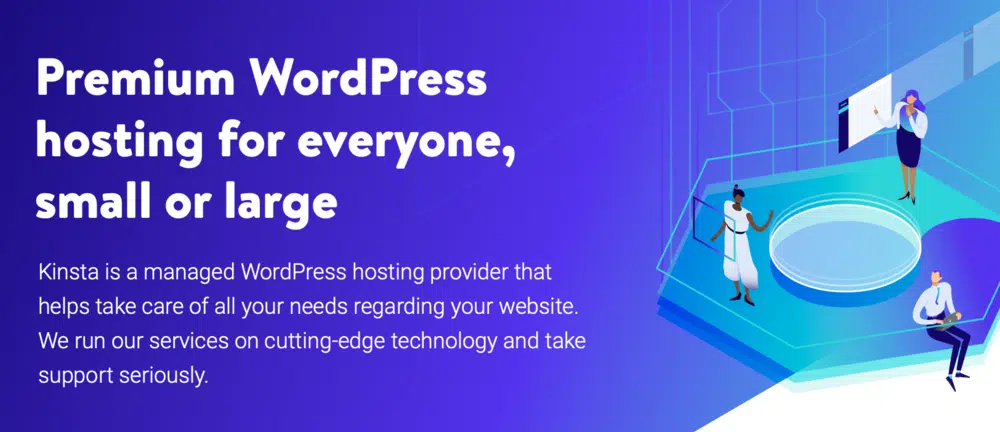 Premium WordPress
hosting for everyone,
small or large
Kinsta is a managed WordPress hosting provider that
helps take care of all your needs regarding your website.
We run our services on cutting-edge technology and take
support seriously.